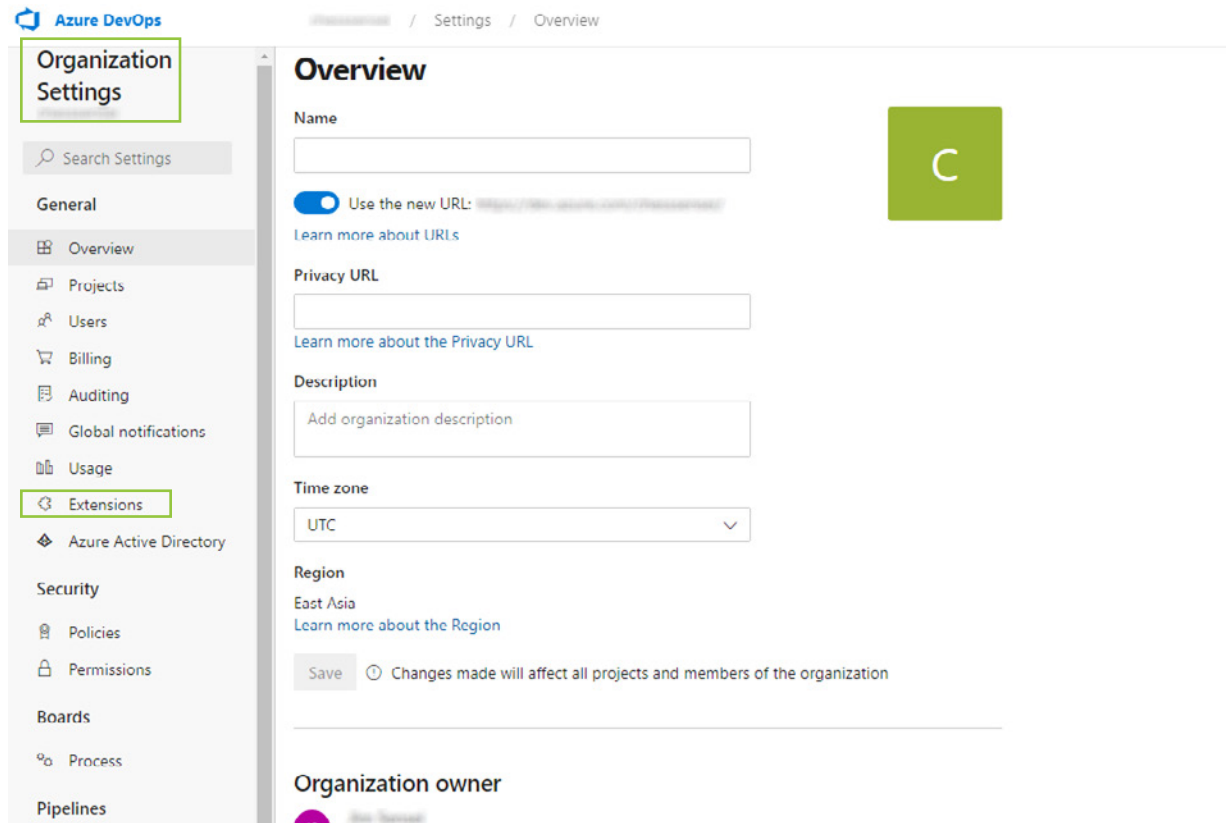 Azure DevOps
/ Settings / Overview
Organization
Settings
Search Settings
General
Overview
Projects
Users
Billing
Auditing
Global notifications
Usage
Extensions
Azure Active Directory
Security
Policies
Permissions
Boards
Process
Pipelines
Overview
Name
C
Use the new URL:
Learn more about URLs
Privacy URL
Learn more about the Privacy URL
Description
Add organization description
Time zone
UTC
Region
East Asia
Learn more about the Region
Save Changes made will affect all projects and members of the organization
Organization owner